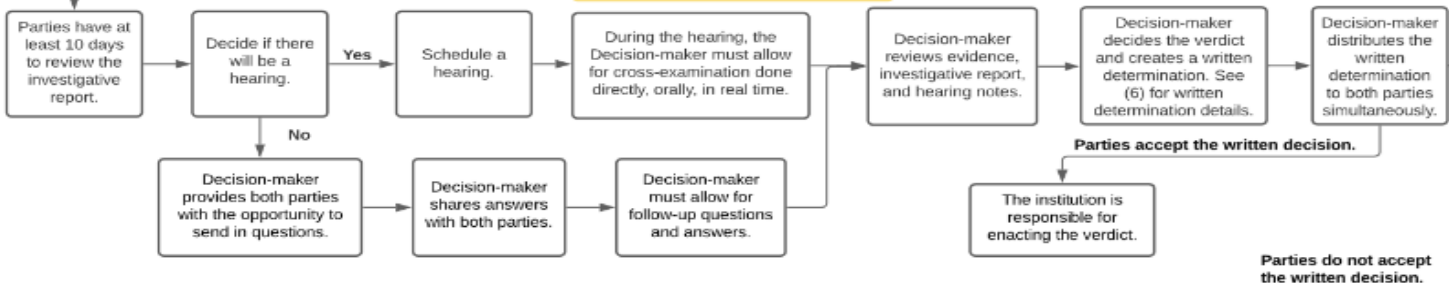 Parties have at
least 10 days
to review the
investigative
report.
Decide if there
will be a
hearing.
Yes
Schedule a
hearing.
During the hearing, the
Decision-maker must allow
for cross-examination done
directly, orally, in real time.
Decision-maker
reviews evidence,
investigative report,
and hearing notes.
Decision-maker
decides the verdict
and creates a written
determination. See
(6) for written
determination details.
Decision-maker
distributes the
written
determination
to both parties
simultaneously.
No
Decision-maker
provides both parties
with the opportunity to
send in questions.
Decision-maker
shares answers
with both parties.
Decision-maker
must allow for
follow-up questions
and answers.
Parties accept the written decision.
The institution is
responsible for
enacting the verdict.
Parties do not accept
the written decision.